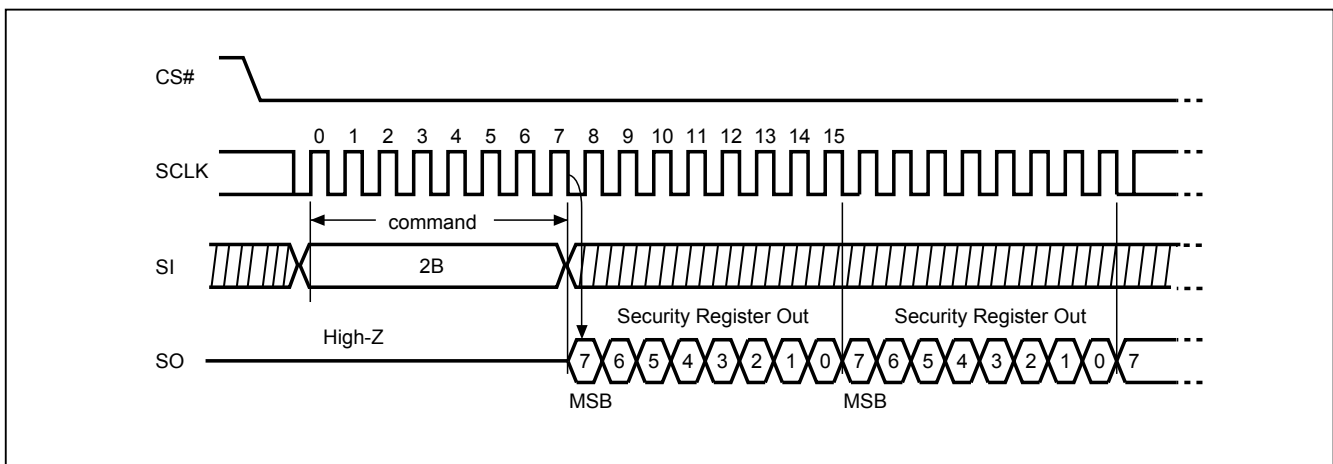 CS#
0 1 2 3 4 5 6 7 8 9 10 11 12 13 14 15
SCLK
command
SI
2B
Security Register Out Security Register Out
High-Z
SO
7 6 5 4 3 2 1 0 7 6 5 4 3 2 1 0 7
MSB MSB